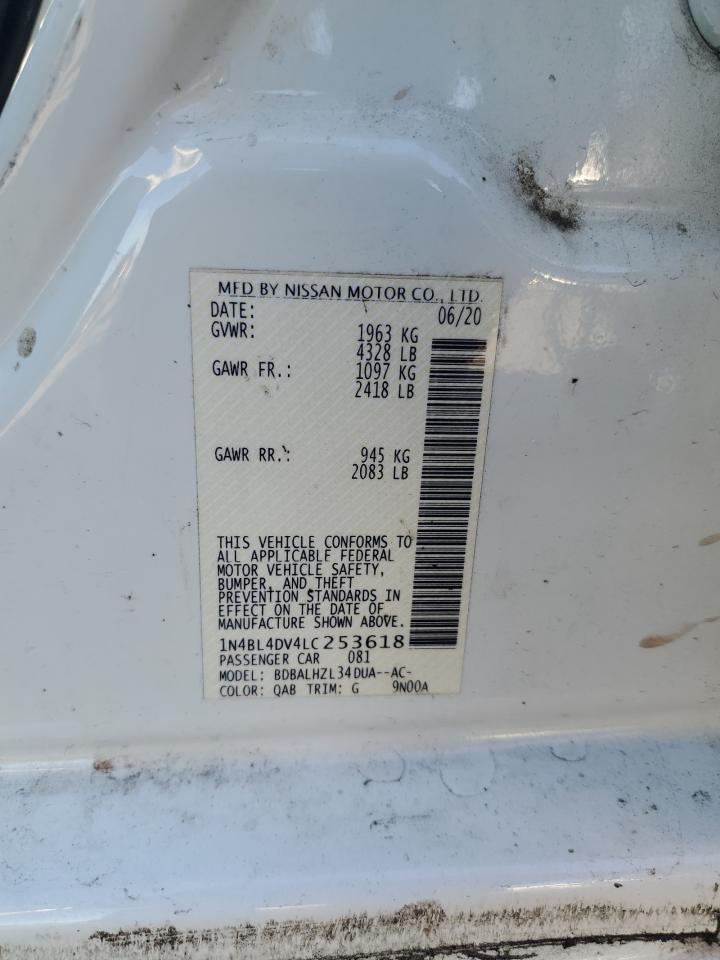 MFD BY NISSAN MOTOR CO., LTD.
DATE: 06/20
GVWR: 1963 KG
4328 LB
GAWR FR.: 1097 KG
2418 LB
GAWR RR.: 945 KG
2083 LB
THIS VEHICLE CONFORMS TO
ALL APPLICABLE FEDERAL
MOTOR VEHICLE SAFETY,
BUMPER, AND THEFT
PREVENTION STANDARDS IN
EFFECT ON THE DATE OF
MANUFACTURE SHOWN ABOVE.
1N4BL4DV4LC253618
PASSENGER CAR 081
MODEL: BDBALHZL34DUA--AC-
COLOR: QAB TRIM: G 9N00A